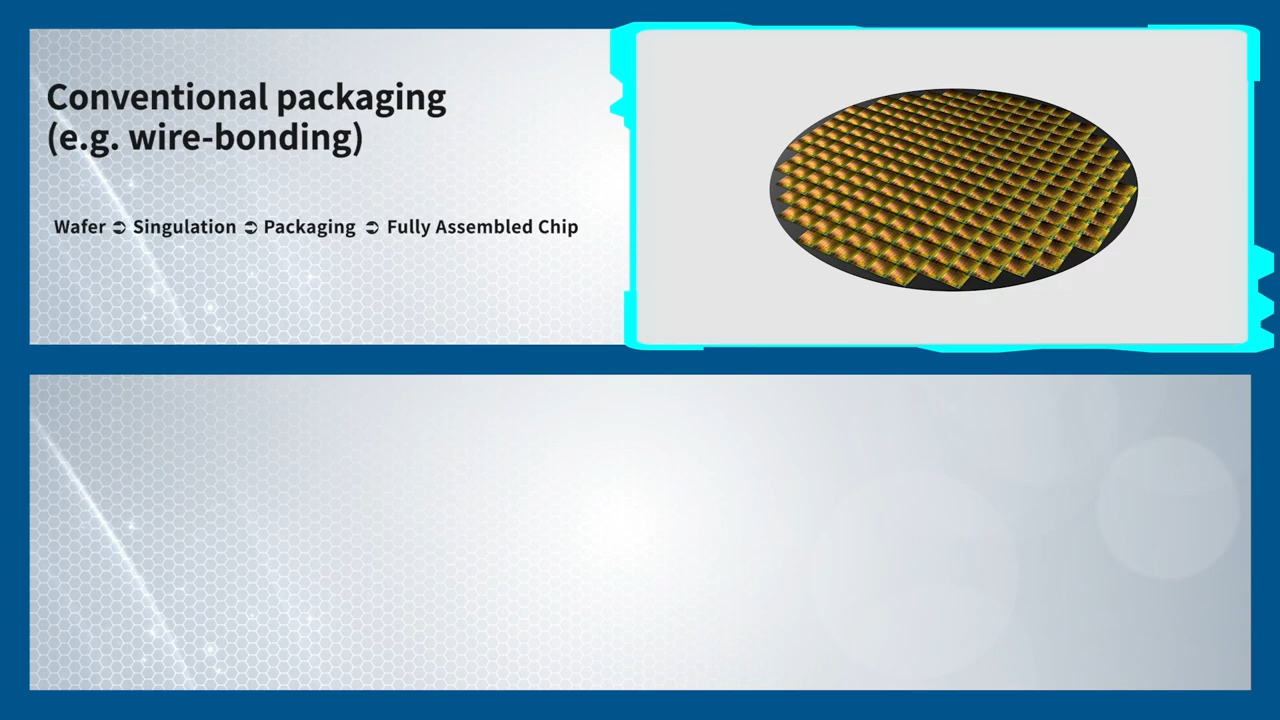 Conventional packaging
(e.g. wire-bonding)
Wafer ➲ Singulation ➲ Packaging ➲ Fully Assembled Chip